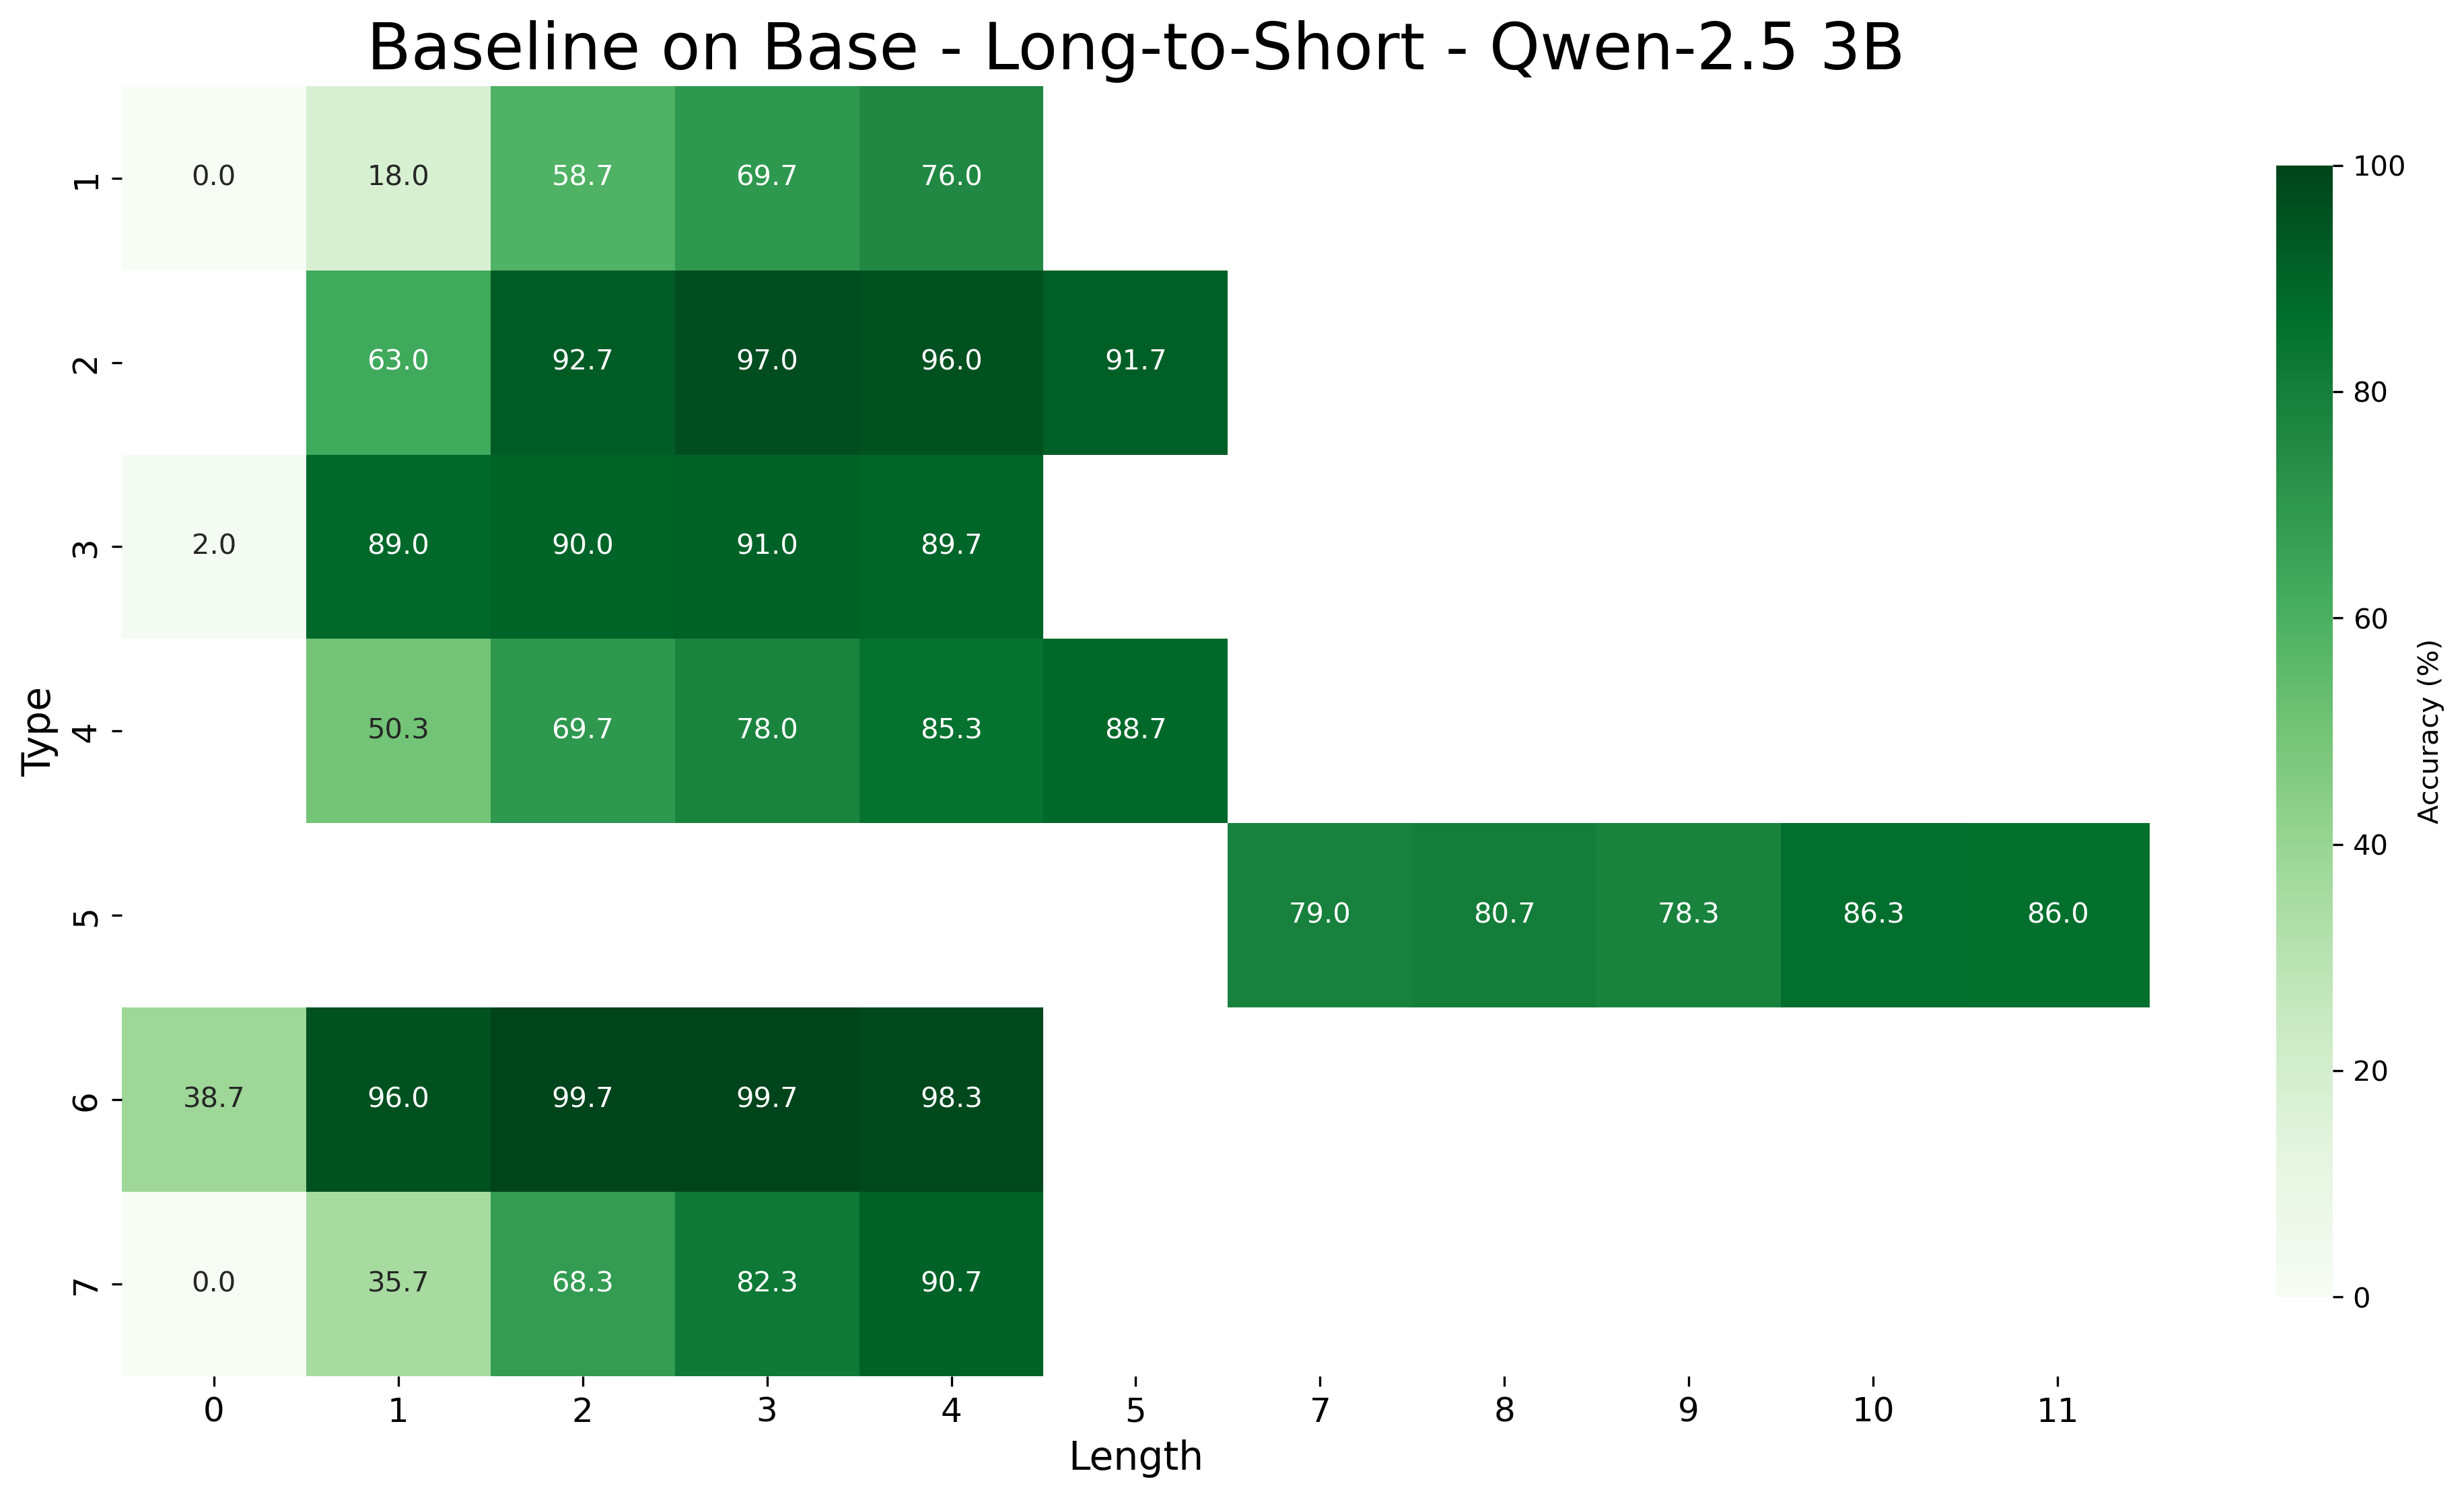 Baseline on Base - Long-to-Short - Qwen-2.5 3B
Type
1 0.0 18.0 58.7 69.7 76.0
2 63.0 92.7 97.0 96.0 91.7
3 2.0 89.0 90.0 91.0 89.7
4 50.3 69.7 78.0 85.3 88.7
5 79.0 80.7 78.3 86.3 86.0
6 38.7 96.0 99.7 99.7 98.3
7 0.0 35.7 68.3 82.3 90.7
0 1 2 3 4 5 7 8 9 10 11
Length
100
80
60
40
20
0
Accuracy (%)